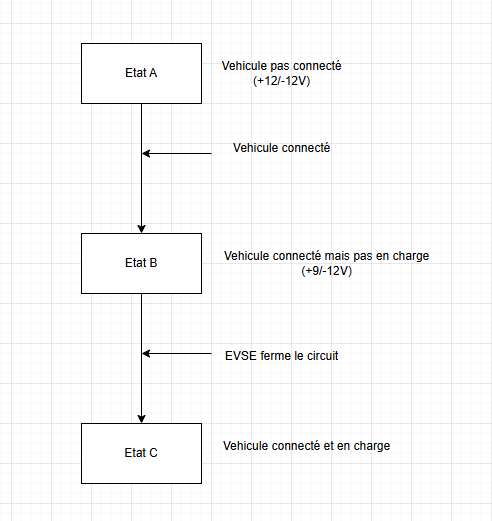 Etat A
Vehicule pas connecté
(+12/-12V)
Vehicule connecté
Etat B
Vehicule connecté mais pas en charge
(+9/-12V)
EVSE ferme le circuit
Etat C
Vehicule connecté et en charge